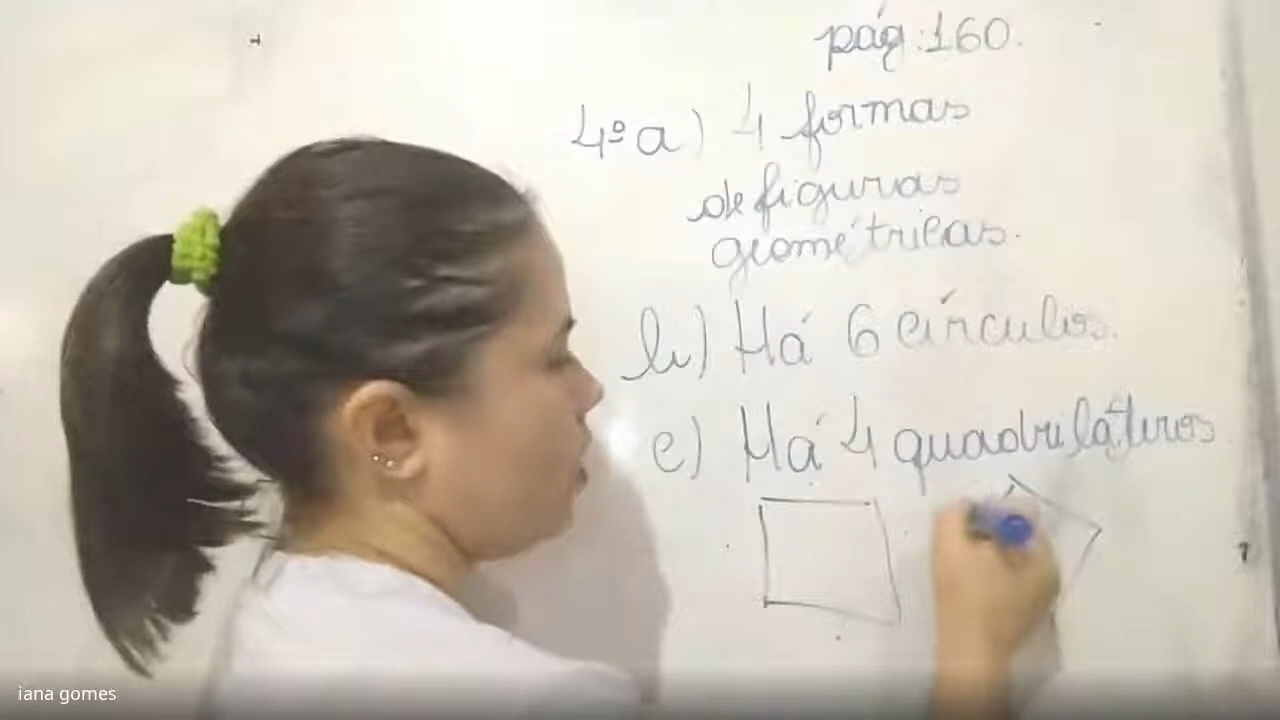 pág:160.
4º a) 4 formas
de figuras
geométricas.
b) Há 6 círculos.
c) Há 4 quadriláteros
iana gomes